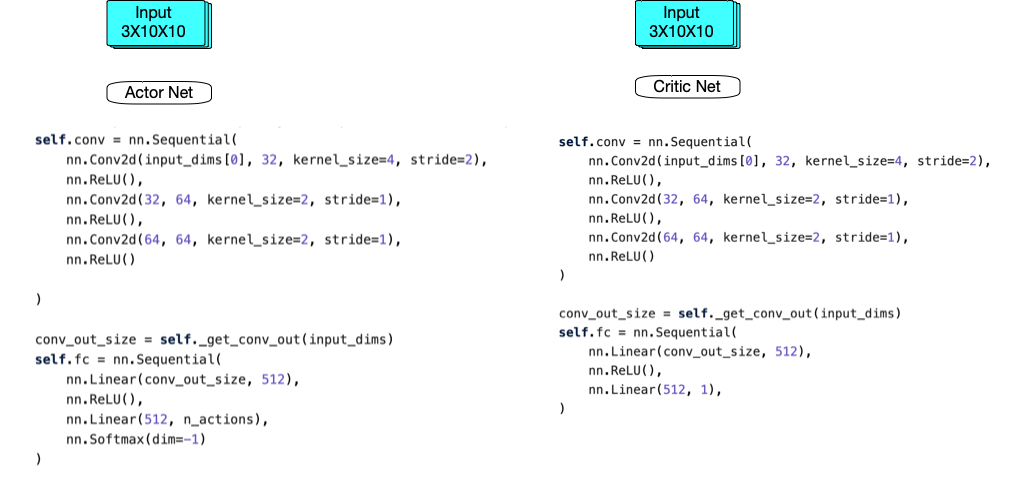 Input
3X10X10
Actor Net
self.conv = nn.Sequential(
    nn.Conv2d(input_dims[0], 32, kernel_size=4, stride=2),
    nn.ReLU(),
    nn.Conv2d(32, 64, kernel_size=2, stride=1),
    nn.ReLU(),
    nn.Conv2d(64, 64, kernel_size=2, stride=1),
    nn.ReLU()
)
conv_out_size = self._get_conv_out(input_dims)
self.fc = nn.Sequential(
    nn.Linear(conv_out_size, 512),
    nn.ReLU(),
    nn.Linear(512, n_actions),
    nn.Softmax(dim=-1)
)
Input
3X10X10
Critic Net
self.conv = nn.Sequential(
    nn.Conv2d(input_dims[0], 32, kernel_size=4, stride=2),
    nn.ReLU(),
    nn.Conv2d(32, 64, kernel_size=2, stride=1),
    nn.ReLU(),
    nn.Conv2d(64, 64, kernel_size=2, stride=1),
    nn.ReLU()
)
conv_out_size = self._get_conv_out(input_dims)
self.fc = nn.Sequential(
    nn.Linear(conv_out_size, 512),
    nn.ReLU(),
    nn.Linear(512, 1),
)